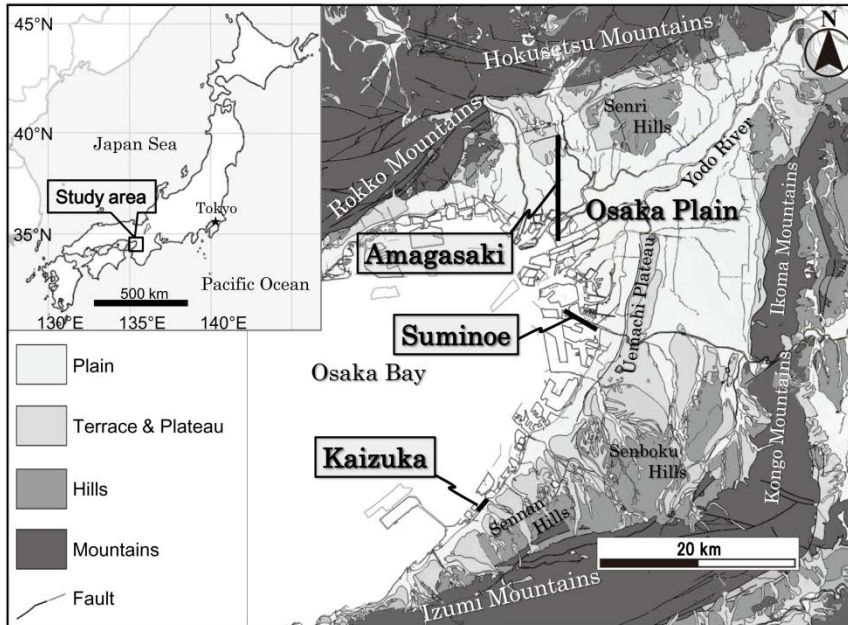 45°N
40°N
35°N
130°E
135°E
140°E
Japan Sea
Study area
Tokyo
Pacific Ocean
500 km
Plain
Terrace & Plateau
Hills
Mountains
Fault
N
Hokusetsu Mountains
Senri
Hills
Rokko Mountains
Yodo River
Osaka Plain
Amagasaki
Ikoma Mountains
Uemachi Plateau
Suminoe
Osaka Bay
Kaizuka
Senboku
Hills
Kongo Mountains
Sennan
Hills
20 km
Izumi Mountains